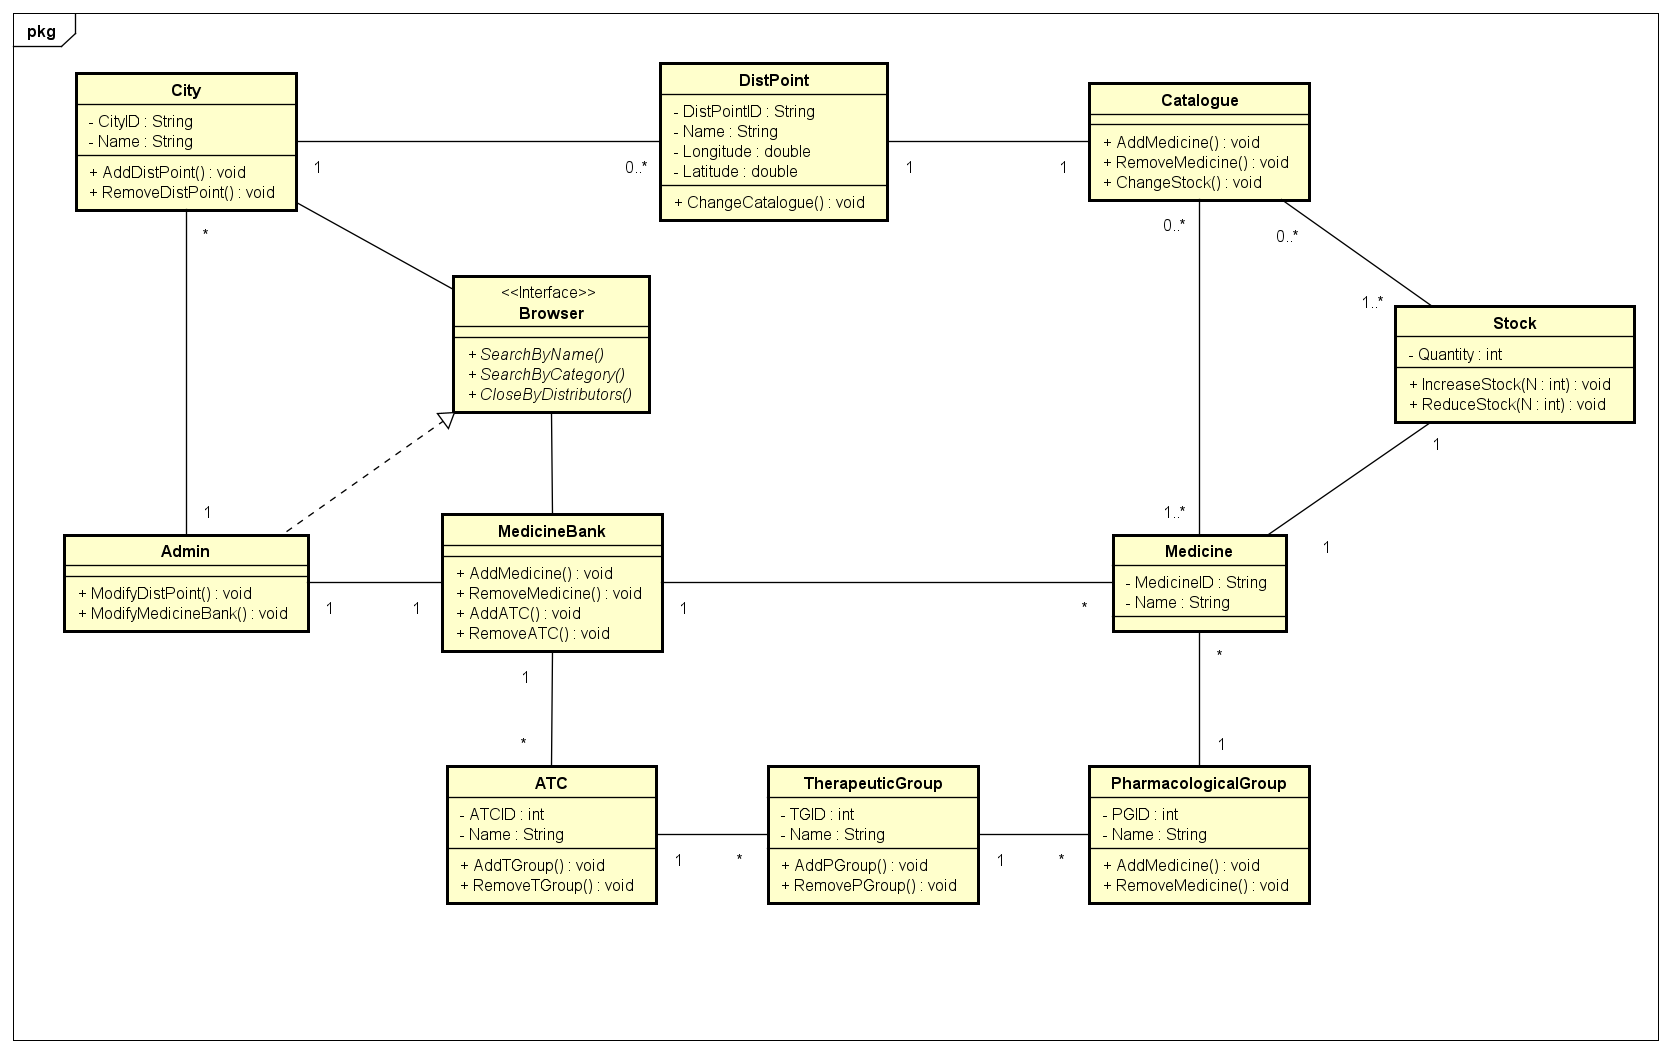 pkg
City
- CityID : String
- Name : String
+ AddDistPoint() : void
+ RemoveDistPoint() : void
DistPoint
- DistPointID : String
- Name : String
- Longitude : double
- Latitude : double
+ ChangeCatalogue() : void
Catalogue
+ AddMedicine() : void
+ RemoveMedicine() : void
+ ChangeStock() : void
1
0..*
1
1
*
0..*
0..*
<<Interface>>
Browser
+ SearchByName()
+ SearchByCategory()
+ CloseByDistributors()
1..*
Stock
- Quantity : int
+ IncreaseStock(N : int) : void
+ ReduceStock(N : int) : void
1
1
1..*
1
Admin
+ ModifyDistPoint() : void
+ ModifyMedicineBank() : void
MedicineBank
+ AddMedicine() : void
+ RemoveMedicine() : void
+ AddATC() : void
+ RemoveATC() : void
Medicine
- MedicineID : String
- Name : String
1
1
1
*
1
*
*
1
ATC
- ATCID : int
- Name : String
+ AddTGroup() : void
+ RemoveTGroup() : void
TherapeuticGroup
- TGID : int
- Name : String
+ AddPGroup() : void
+ RemovePGroup() : void
PharmacologicalGroup
- PGID : int
- Name : String
+ AddMedicine() : void
+ RemoveMedicine() : void
1
*
1
*